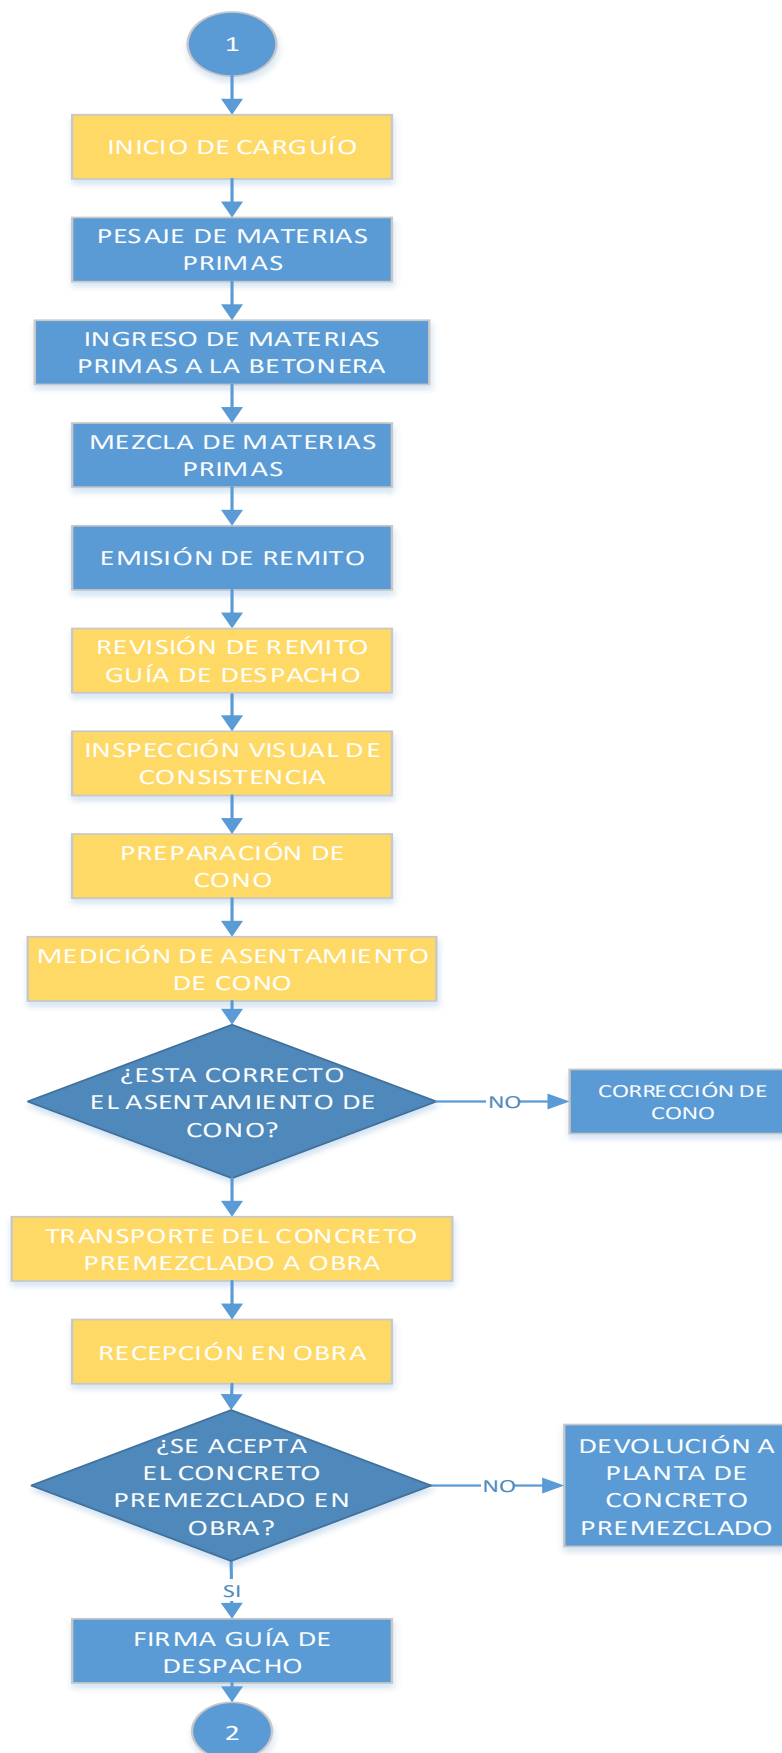 1
INICIO DE CARGUÍO
PESAJE DE MATERIAS
PRIMAS
INGRESO DE MATERIAS
PRIMAS A LA BETONERA
MEZCLA DE MATERIAS
PRIMAS
EMISIÓN DE REMITO
REVISIÓN DE REMITO
GUÍA DE DESPACHO
INSPECCIÓN VISUAL DE
CONSISTENCIA
PREPARACIÓN DE
CONO
MEDICIÓN DE ASENTAMIENTO
DE CONO
¿ESTA CORRECTO
EL ASENTAMIENTO DE
CONO?
NO
CORRECCIÓN DE
CONO
TRANSPORTE DEL CONCRETO
PREMEZCLADO A OBRA
RECEPCIÓN EN OBRA
¿SE ACEPTA
EL CONCRETO
PREMEZCLADO EN
OBRA?
NO
DEVOLUCIÓN A
PLANTA DE
CONCRETO
PREMEZCLADO
SI
FIRMA GUÍA DE
DESPACHO
2